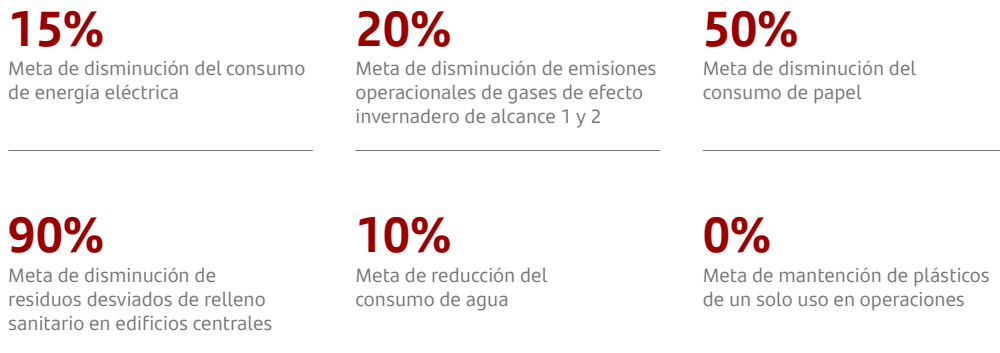 15%
Meta de disminución del consumo
de energía eléctrica
20%
Meta de disminución de emisiones
operacionales de gases de efecto
invernadero de alcance 1 y 2
50%
Meta de disminución del
consumo de papel
90%
Meta de disminución de
residuos desviados de relleno
sanitario en edificios centrales
10%
Meta de reducción del
consumo de agua
0%
Meta de mantención de plásticos
de un solo uso en operaciones